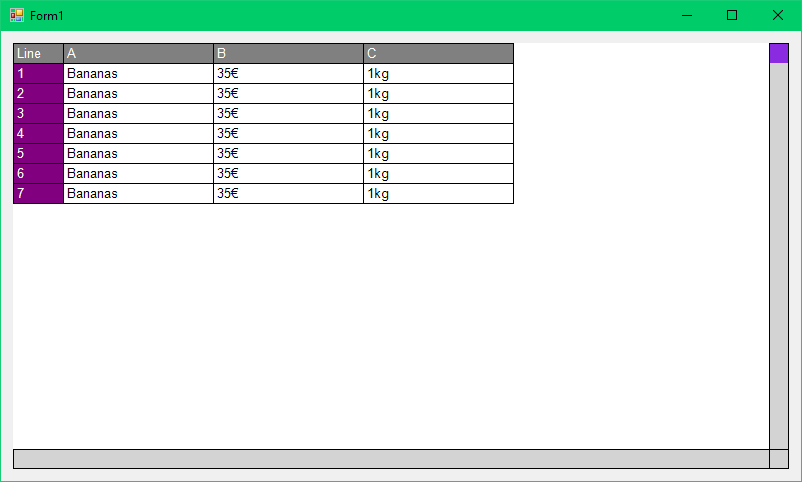 Form1
Line A B C
1 Bananas 35€ 1kg
2 Bananas 35€ 1kg
3 Bananas 35€ 1kg
4 Bananas 35€ 1kg
5 Bananas 35€ 1kg
6 Bananas 35€ 1kg
7 Bananas 35€ 1kg